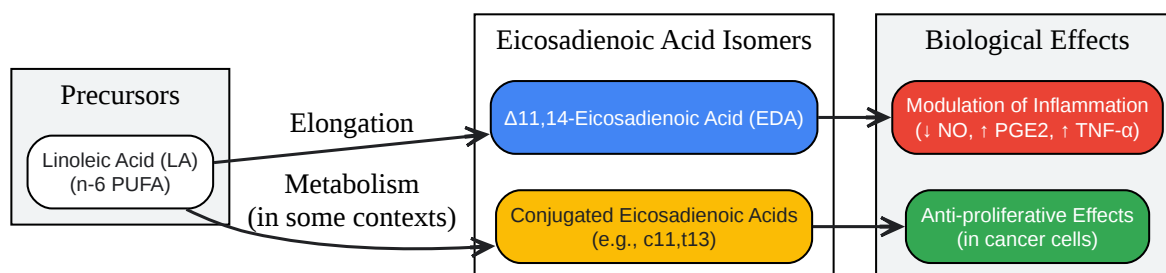 Precursors
Linoleic Acid (LA)
(n-6 PUFA)
Elongation
Metabolism
(in some contexts)
Eicosadienoic Acid Isomers
Δ11,14-Eicosadienoic Acid (EDA)
Conjugated Eicosadienoic Acids
(e.g., c11,t13)
Biological Effects
Modulation of Inflammation
(↓ NO, ↑ PGE2, ↑ TNF-α)
Anti-proliferative Effects
(in cancer cells)